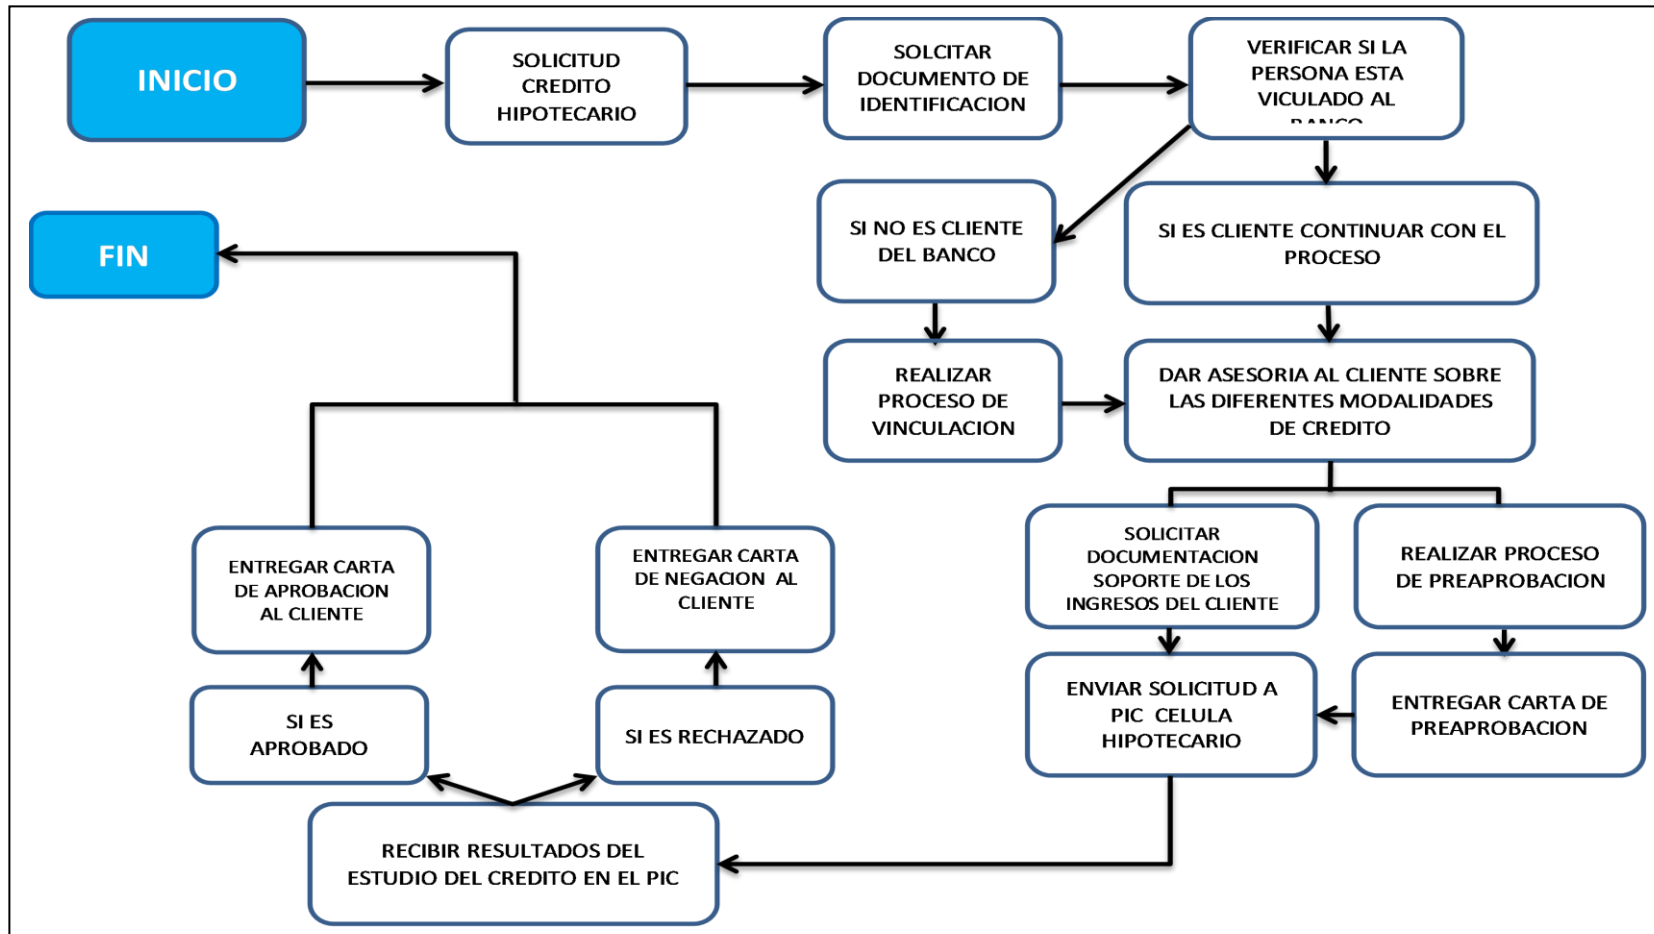 INICIO
SOLICITUD
CREDITO
HIPOTECARIO
SOLCITAR
DOCUMENTO DE
IDENTIFICACION
VERIFICAR SI LA
PERSONA ESTA
VICULADO AL
BANCO
SI NO ES CLIENTE
DEL BANCO
SI ES CLIENTE CONTINUAR CON EL
PROCESO
FIN
REALIZAR
PROCESO DE
VINCULACION
DAR ASESORIA AL CLIENTE SOBRE
LAS DIFERENTES MODALIDADES
DE CREDITO
SOLICITAR
DOCUMENTACION
SOPORTE DE LOS
INGRESOS DEL CLIENTE
REALIZAR PROCESO
DE PREAPROBACION
ENVIAR SOLICITUD A
PIC CELULA
HIPOTECARIO
ENTREGAR CARTA DE
PREAPROBACION
RECIBIR RESULTADOS DEL
ESTUDIO DEL CREDITO EN EL PIC
SI ES
APROBADO
SI ES RECHAZADO
ENTREGAR CARTA
DE APROBACION
AL CLIENTE
ENTREGAR CARTA
DE NEGACION AL
CLIENTE